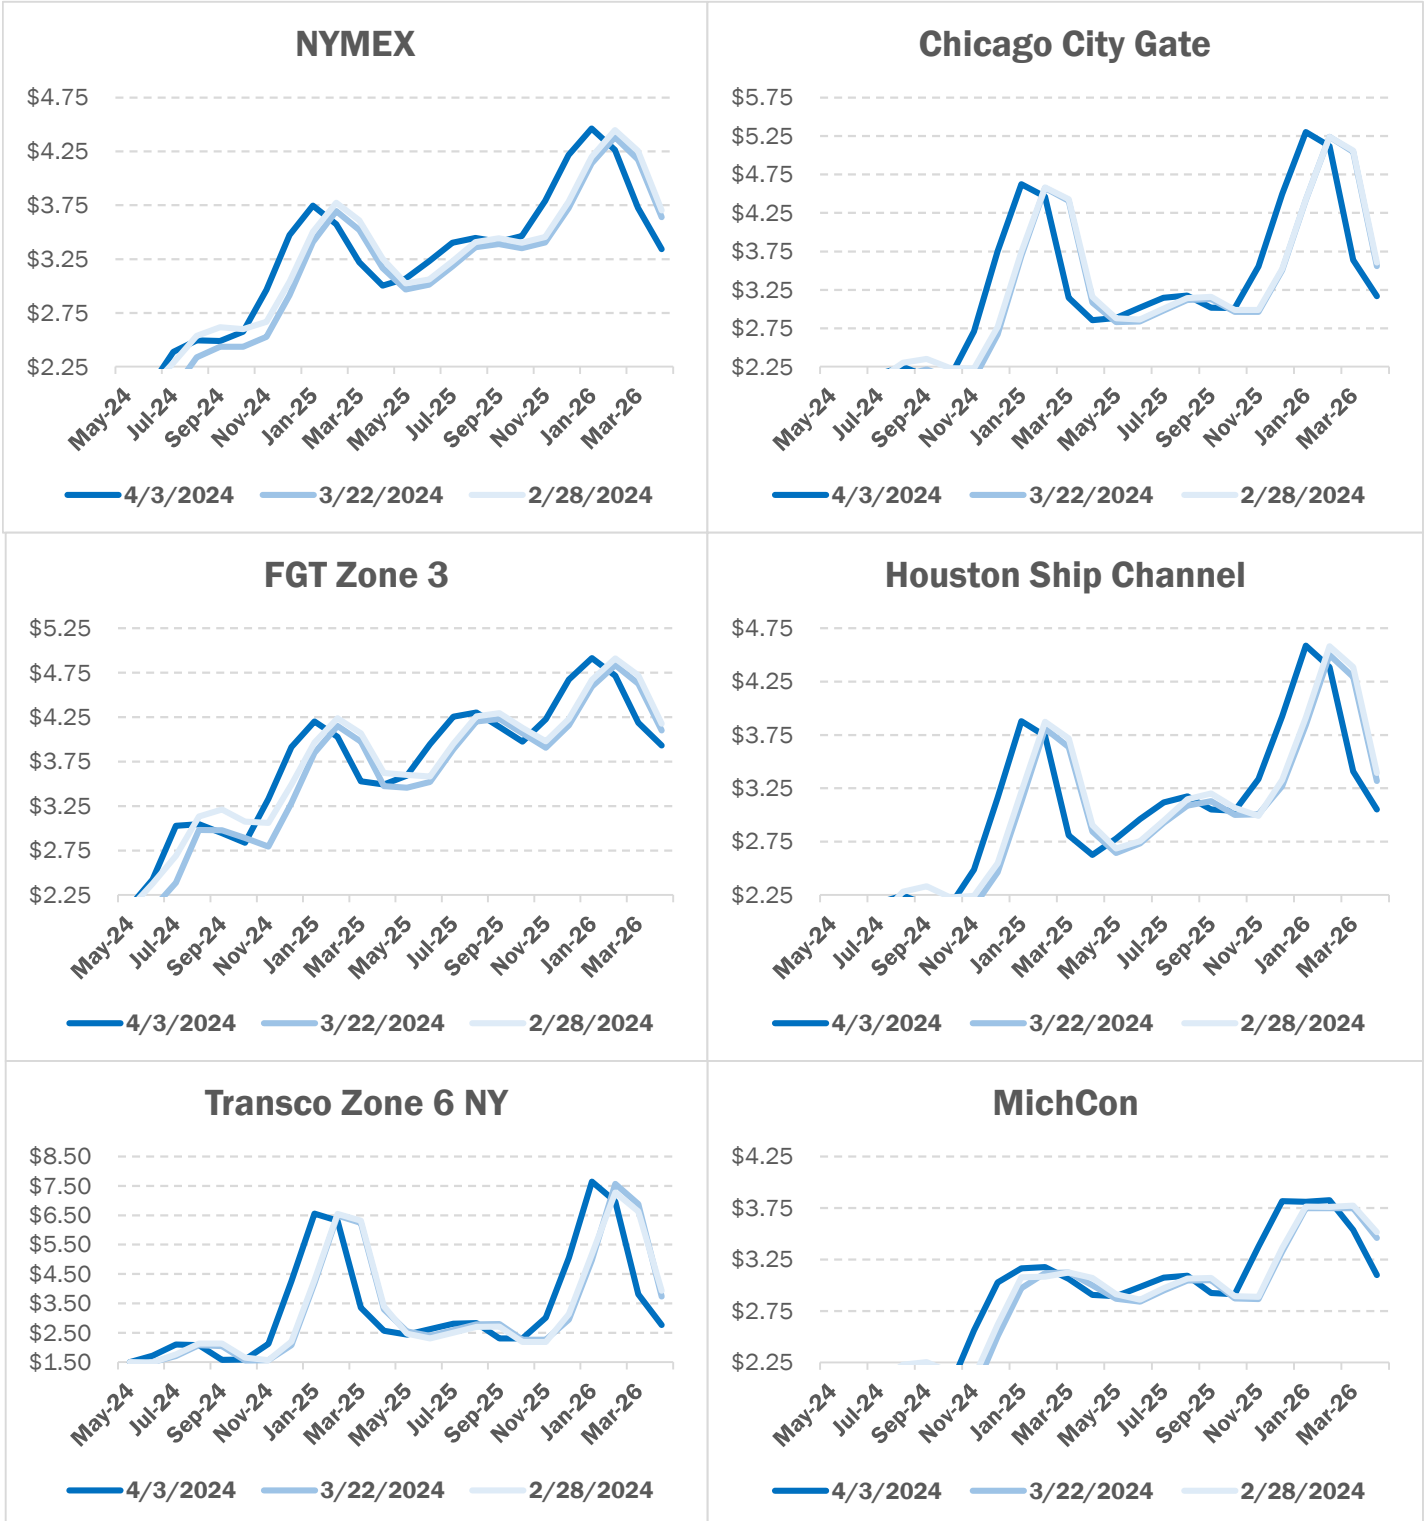 NYMEX
$4.75
$4.25
$3.75
$3.25
$2.75
$2.25
May-24
Jul-24
Sep-24
Nov-24
Jan-25
Mar-25
May-25
Jul-25
Sep-25
Nov-25
Jan-26
Mar-26
4/3/2024 3/22/2024 2/28/2024
Chicago City Gate
$5.75
$5.25
$4.75
$4.25
$3.75
$3.25
$2.75
$2.25
May-24
Jul-24
Sep-24
Nov-24
Jan-25
Mar-25
May-25
Jul-25
Sep-25
Nov-25
Jan-26
Mar-26
4/3/2024 3/22/2024 2/28/2024
FGT Zone 3
$5.25
$4.75
$4.25
$3.75
$3.25
$2.75
$2.25
May-24
Jul-24
Sep-24
Nov-24
Jan-25
Mar-25
May-25
Jul-25
Sep-25
Nov-25
Jan-26
Mar-26
4/3/2024 3/22/2024 2/28/2024
Houston Ship Channel
$4.75
$4.25
$3.75
$3.25
$2.75
$2.25
May-24
Jul-24
Sep-24
Nov-24
Jan-25
Mar-25
May-25
Jul-25
Sep-25
Nov-25
Jan-26
Mar-26
4/3/2024 3/22/2024 2/28/2024
Transco Zone 6 NY
$8.50
$7.50
$6.50
$5.50
$4.50
$3.50
$2.50
$1.50
May-24
Jul-24
Sep-24
Nov-24
Jan-25
Mar-25
May-25
Jul-25
Sep-25
Nov-25
Jan-26
Mar-26
4/3/2024 3/22/2024 2/28/2024
MichCon
$4.25
$3.75
$3.25
$2.75
$2.25
May-24
Jul-24
Sep-24
Nov-24
Jan-25
Mar-25
May-25
Jul-25
Sep-25
Nov-25
Jan-26
Mar-26
4/3/2024 3/22/2024 2/28/2024